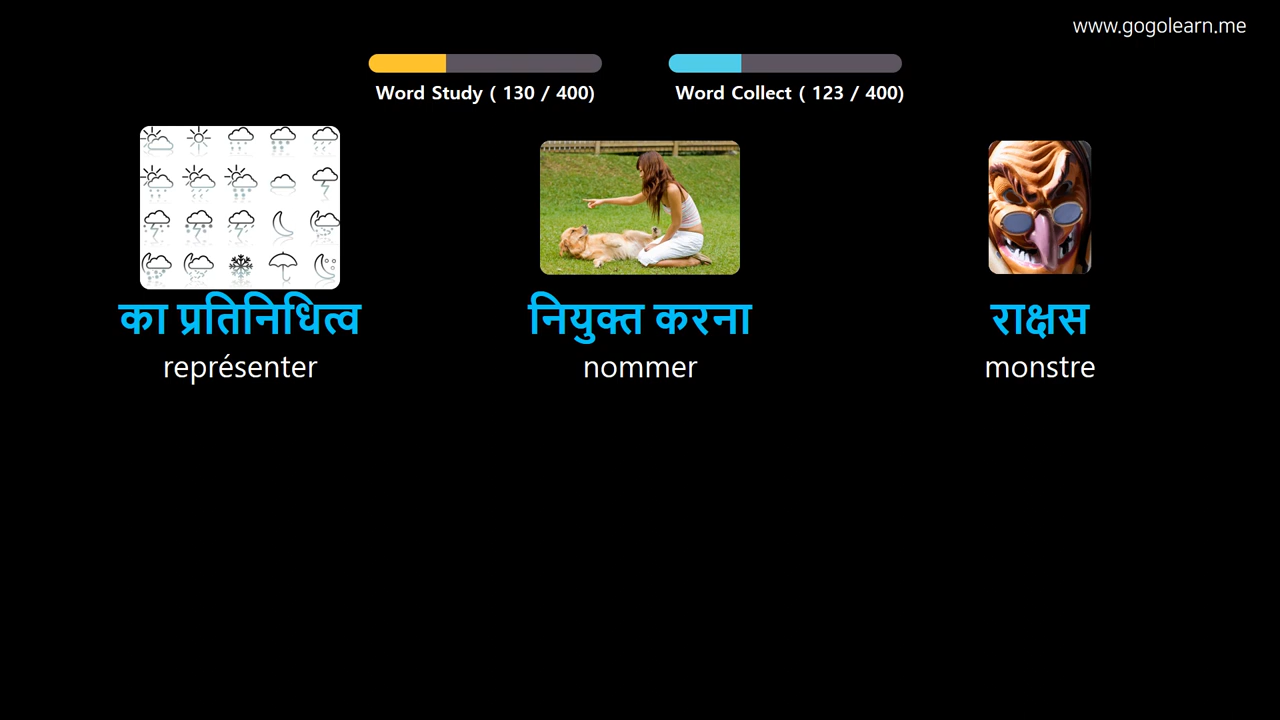 www.gogolearn.me
Word Study ( 130 / 400)
Word Collect ( 123 / 400)
का प्रतिनिधित्व
représenter
नियुक्त करना
nommer
राक्षस
monstre